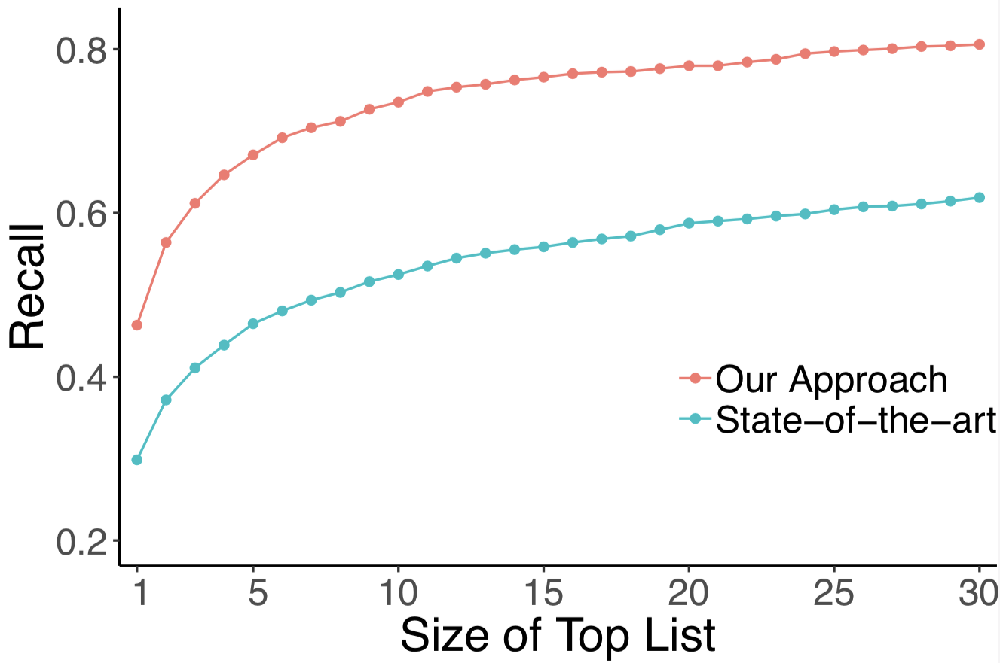 0.8
0.6
0.4
0.2
Recall
Our Approach
State−of−the−art
1 5 10 15 20 25 30
Size of Top List